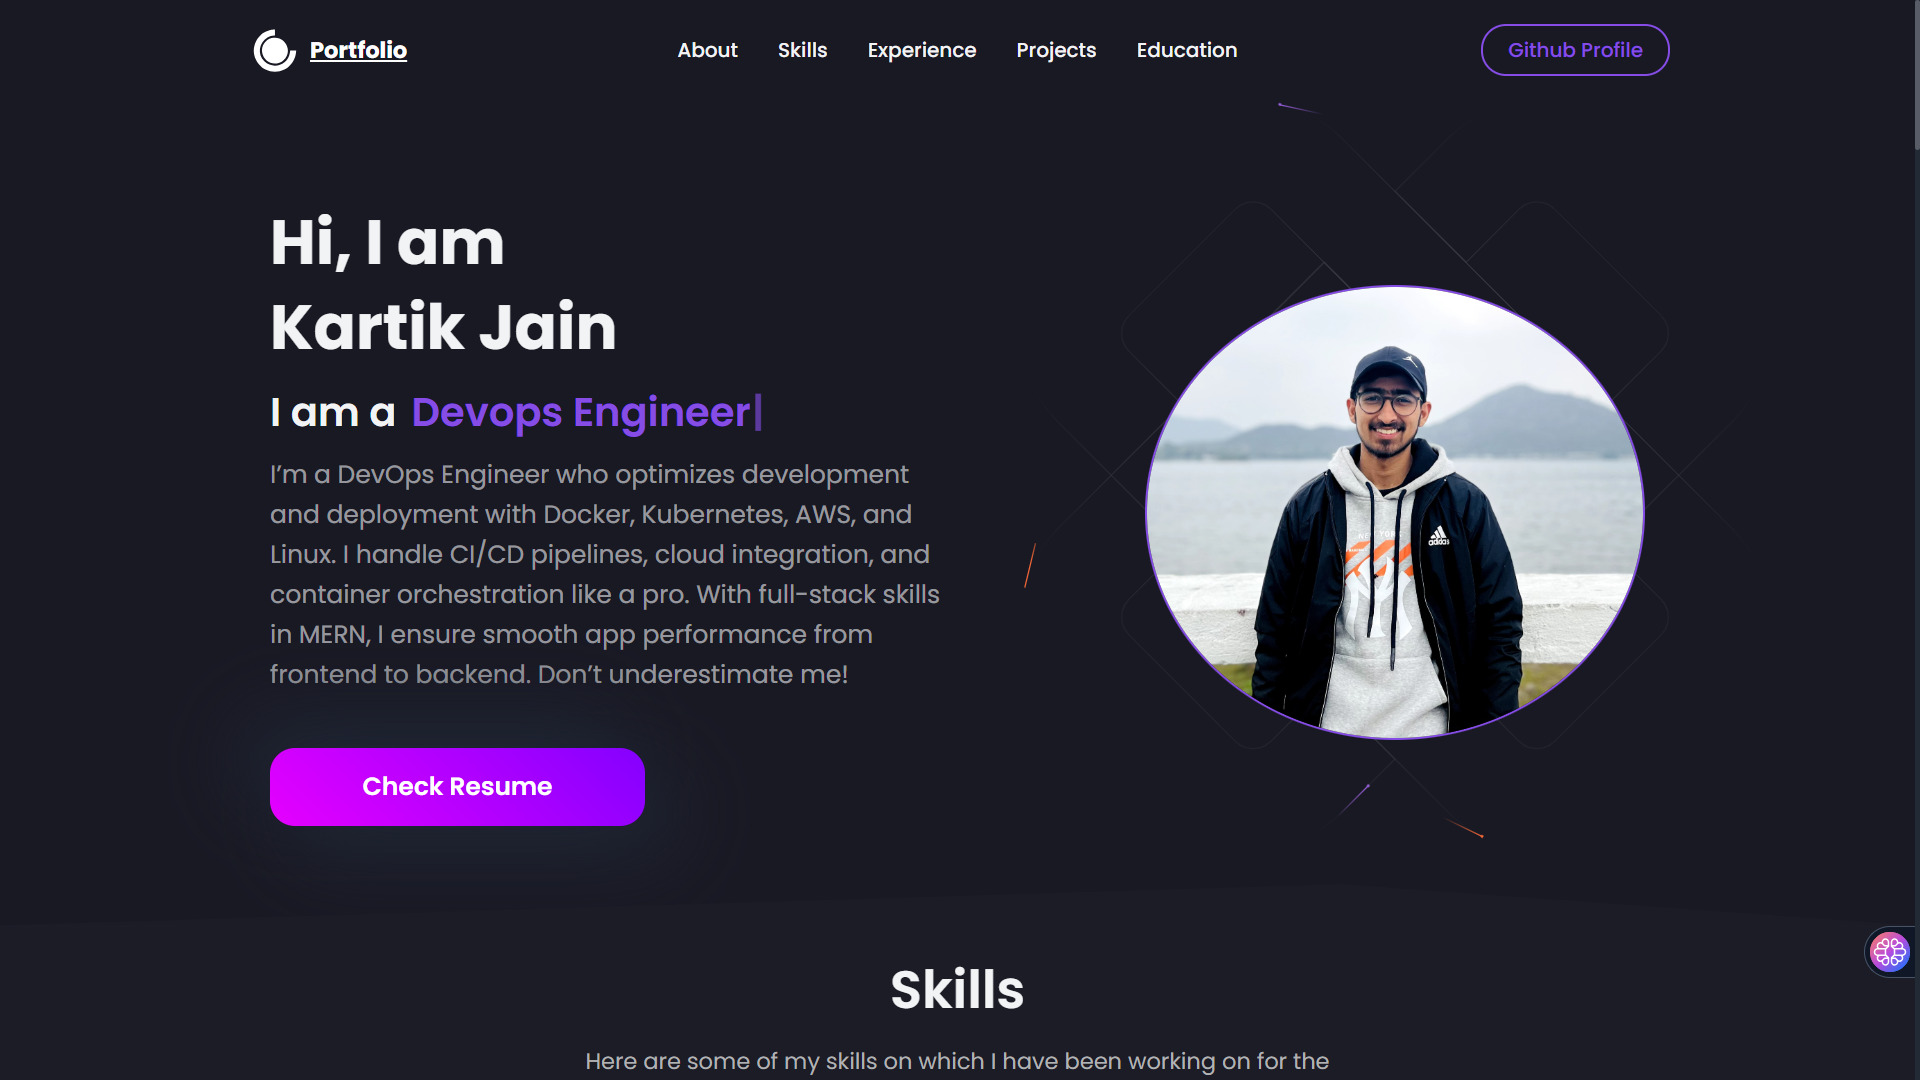 Portfolio
About
Skills
Experience
Projects
Education
Github Profile
Hi, I am
Kartik Jain
I am a Devops Engineer|
I’m a DevOps Engineer who optimizes development
and deployment with Docker, Kubernetes, AWS, and
Linux. I handle CI/CD pipelines, cloud integration, and
container orchestration like a pro. With full-stack skills
in MERN, I ensure smooth app performance from
frontend to backend. Don’t underestimate me!
NEW YORK
adidas
Check Resume
Skills
Here are some of my skills on which I have been working on for the